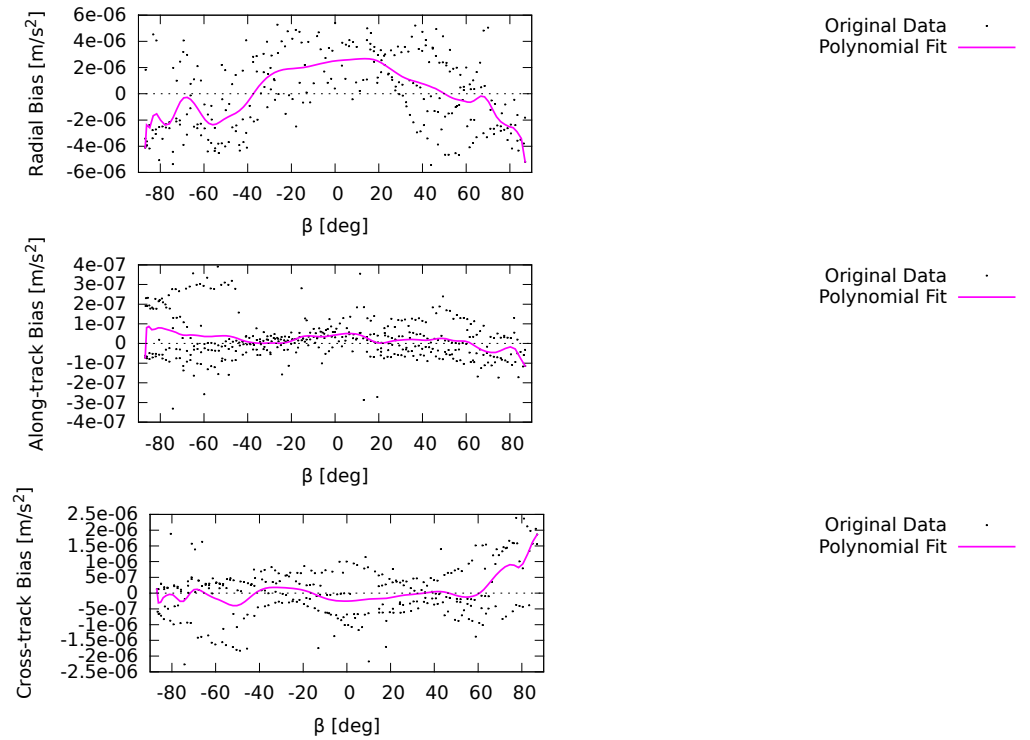 6e-06
4e-06
2e-06
0
-2e-06
-4e-06
-6e-06
Radial Bias [m/s²]
-80 -60 -40 -20 0 20 40 60 80
β [deg]
Original Data
Polynomial Fit
4e-07
3e-07
2e-07
1e-07
0
-1e-07
-2e-07
-3e-07
-4e-07
Along-track Bias [m/s²]
-80 -60 -40 -20 0 20 40 60 80
β [deg]
Original Data
Polynomial Fit
2.5e-06
2e-06
1.5e-06
1e-06
5e-07
0
-5e-07
-1e-06
-1.5e-06
-2e-06
-2.5e-06
Cross-track Bias [m/s²]
-80 -60 -40 -20 0 20 40 60 80
β [deg]
Original Data
Polynomial Fit